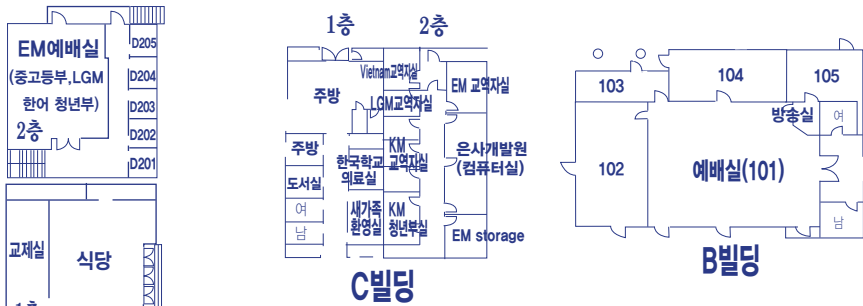 EM예배실
(중고등부,LGM
한어 청년부)
2층
D205
D204
D203
D202
D201
교제실
식당
1층
1층
2층
주방
Vietnam교역자실
LGM교역자실
EM 교역자실
주방
도서실
여
남
한국학교
의료실
새가족
환영실
KM
교역자실
KM
청년부실
은사개발원
(컴퓨터실)
EM storage
C빌딩
103
104
105
방송실
여
102
예배실(101)
남
B빌딩